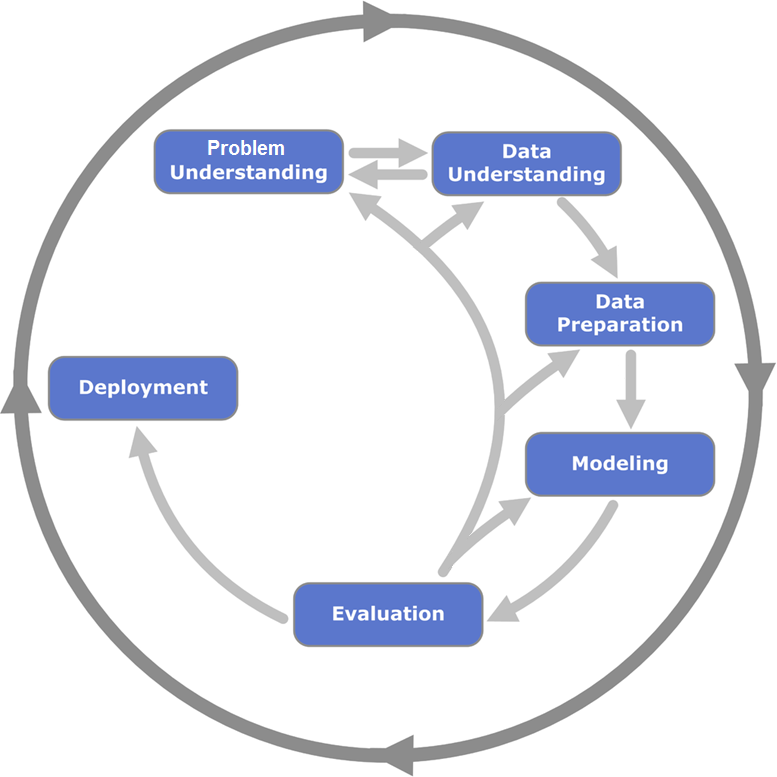 Problem
Understanding
Data
Understanding
Data
Preparation
Modeling
Evaluation
Deployment